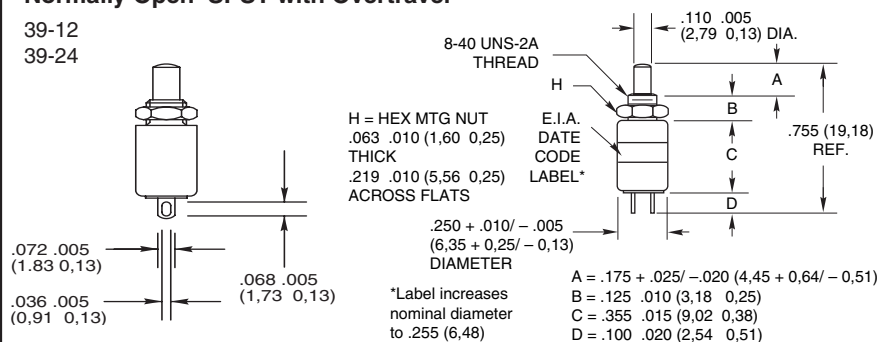 Normally Open SPST with Overtravel
39-12
39-24
.072 .005
(1.83 0,13)
.036 .005
(0,91 0,13)
.068 .005
(1,73 0,13)
H = HEX MTG NUT
.063 .010 (1,60 0,25)
THICK
.219 .010 (5,56 0,25)
ACROSS FLATS
8-40 UNS-2A
THREAD
H
E.I.A.
DATE
CODE
LABEL*
.110 .005
(2,79 0,13) DIA.
A
B
C
D
.755 (19,18)
REF.
.250 + .010/ – .005
(6,35 + 0,25/ – 0,13)
DIAMETER
*Label increases
nominal diameter
to .255 (6,48)
A = .175 + .025/ –.020 (4,45 + 0,64/ – 0,51)
B = .125 .010 (3,18 0,25)
C = .355 .015 (9,02 0,38)
D = .100 .020 (2,54 0,51)